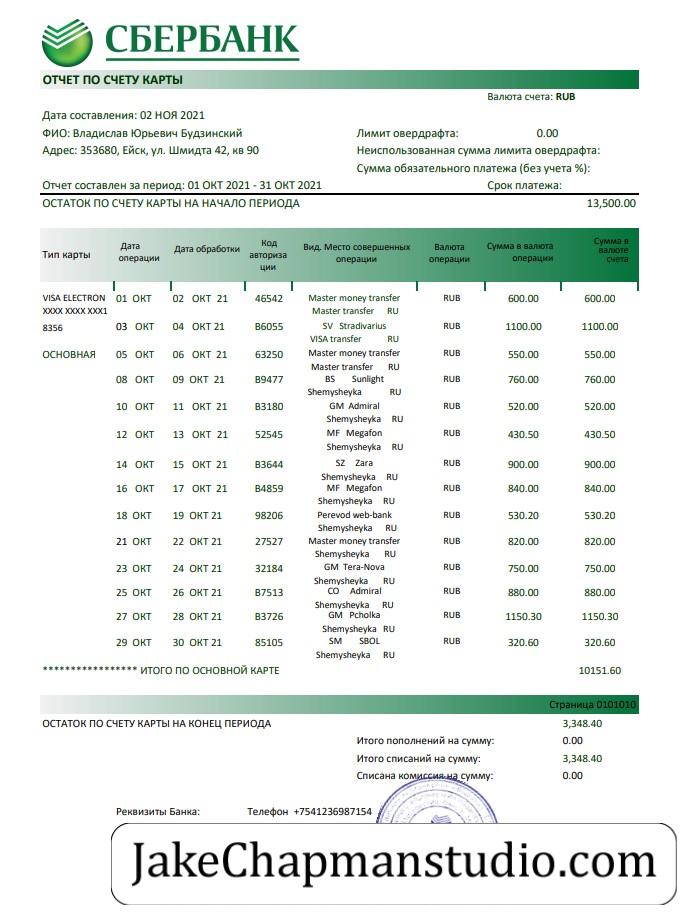 СБЕРБАНК
ОТЧЕТ ПО СЧЕТУ КАРТЫ
Валюта счета: RUB
Дата составления: 02 НОЯ 2021
ФИО: Владислав Юрьевич Будзинский Лимит овердрафта: 0.00
Адрес: 353680, Ейск, ул. Шмидта 42, кв 90 Неиспользованная сумма лимита овердрафта:
Сумма обязательного платежа (без учета %):
Отчет составлен за период: 01 ОКТ 2021 - 31 ОКТ 2021 Срок платежа:
ОСТАТОК ПО СЧЕТУ КАРТЫ НА НАЧАЛО ПЕРИОДА 13,500.00
Тип карты Дата операции Дата обработки Код авториза ции Вид. Место совершенных операции Валюта операции Сумма в валюта операции Сумма в валюте счета
VISA ELECTRON 01 ОКТ 02 ОКТ 21 46542 Master money transfer RUB 600.00 600.00
XXXX XXXX XXX1 Master transfer RU
8356 03 ОКТ 04 ОКТ 21 B6055 SV Stradivarius RUB 1100.00 1100.00
VISA transfer RU
ОСНОВНАЯ 05 ОКТ 06 ОКТ 21 63250 Master money transfer RUB 550.00 550.00
Master transfer RU
08 ОКТ 09 ОКТ 21 B9477 BS Sunlight RUB 760.00 760.00
Shemysheyka RU
10 ОКТ 11 ОКТ 21 B3180 GM Admiral RUB 520.00 520.00
Shemysheyka RU
12 ОКТ 13 ОКТ 21 52545 MF Megafon RUB 430.50 430.50
Shemysheyka RU
14 ОКТ 15 ОКТ 21 B3644 SZ Zara RUB 900.00 900.00
Shemysheyka RU
16 ОКТ 17 ОКТ 21 B4859 MF Megafon RUB 840.00 840.00
Shemysheyka RU
18 ОКТ 19 ОКТ 21 98206 Perevod web-bank RUB 530.20 530.20
Shemysheyka RU
21 ОКТ 22 ОКТ 21 27527 Master money transfer RUB 820.00 820.00
Shemysheyka RU
23 ОКТ 24 ОКТ 21 32184 GM Tera-Nova RUB 750.00 750.00
Shemysheyka RU
25 ОКТ 26 ОКТ 21 B7513 CO Admiral RUB 880.00 880.00
Shemysheyka RU
27 ОКТ 28 ОКТ 21 B3726 GM Pcholka RUB 1150.30 1150.30
Shemysheyka RU
29 ОКТ 30 ОКТ 21 85105 SM SBOL RUB 320.60 320.60
Shemysheyka RU
***************** ИТОГО ПО ОСНОВНОЙ КАРТЕ 10151.60
Страница 0101010
ОСТАТОК ПО СЧЕТУ КАРТЫ НА КОНЕЦ ПЕРИОДА 3,348.40
Итого пополнений на сумму: 0.00
Итого списаний на сумму: 3,348.40
Списана комиссия на сумму: 0.00
Реквизиты Банка: Телефон +7541236987154
JakeChapmanstudio.com